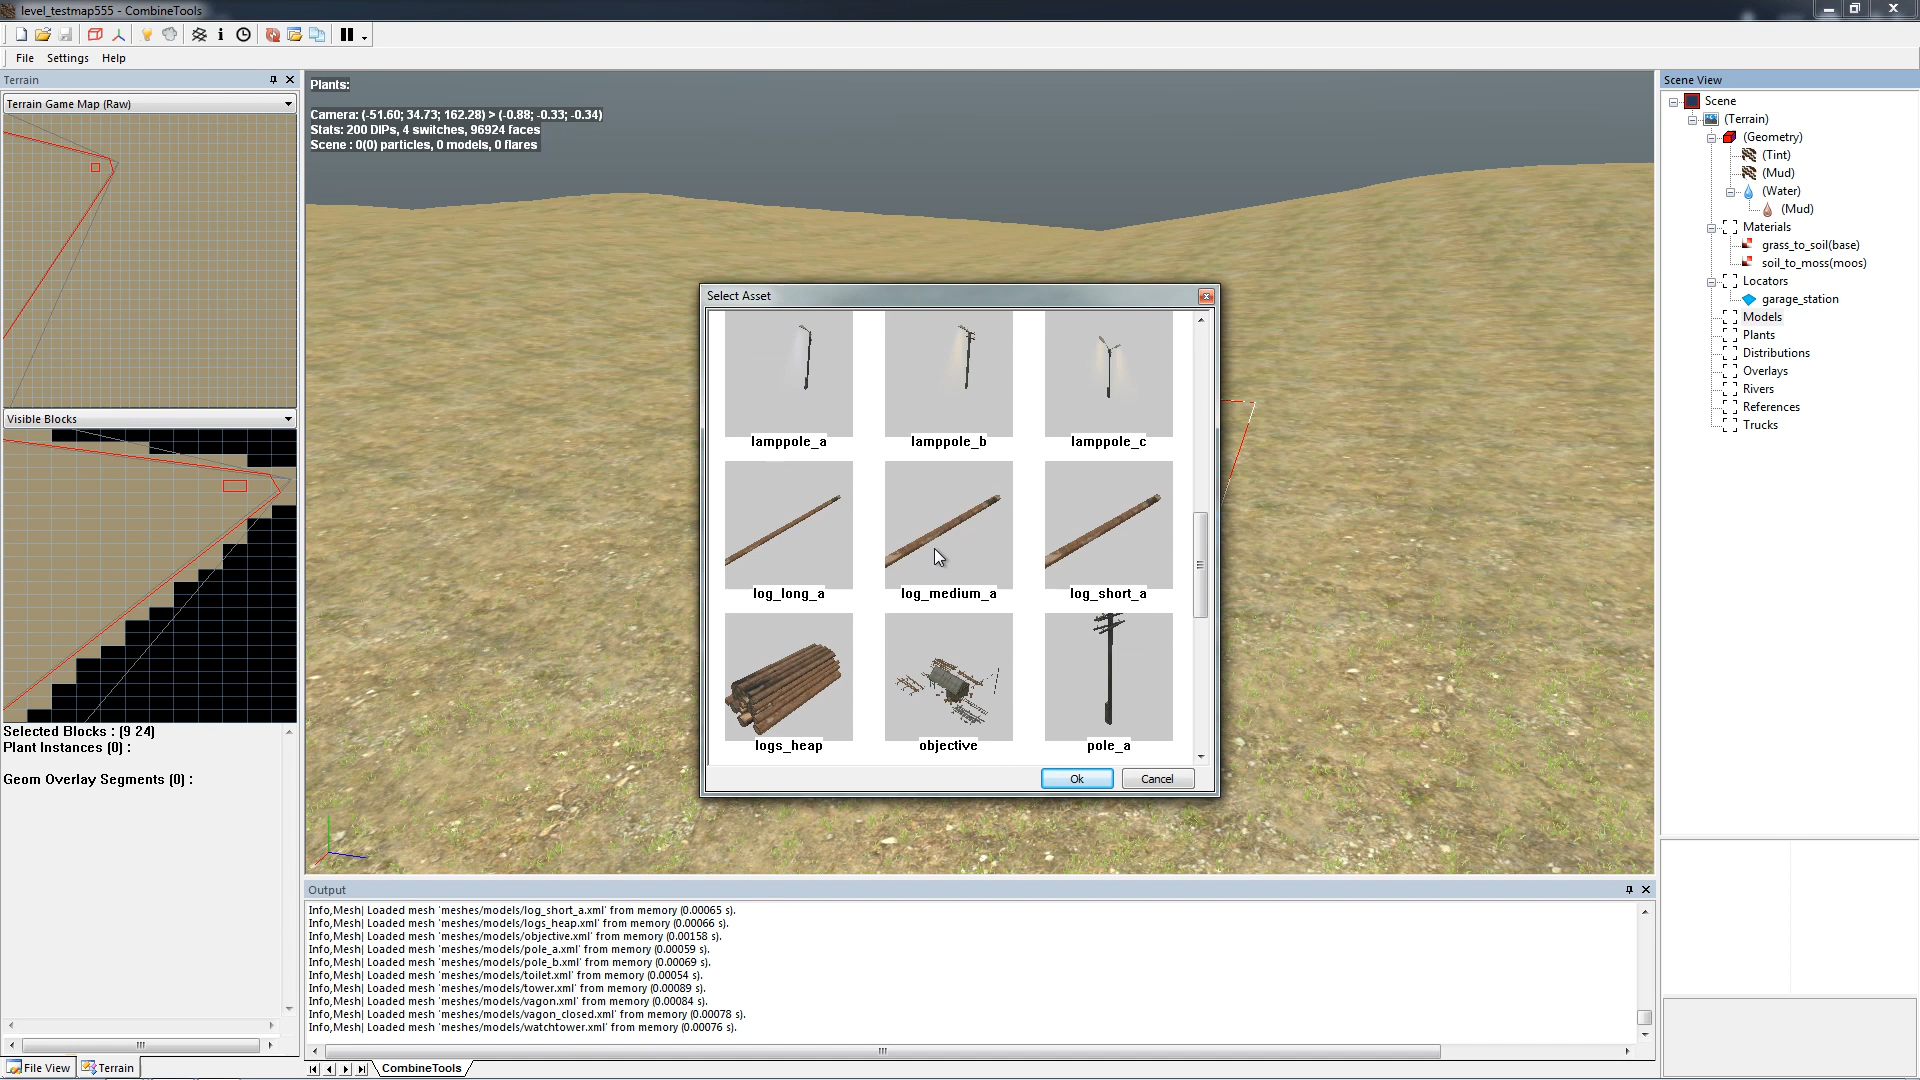 level_testmap555 - CombineTools
File Settings Help
Terrain
Terrain Game Map (Raw)
Visible Blocks
Selected Blocks : (9 24)
Plant Instances (0) :
Geom Overlay Segments (0) :
File View
Terrain
Plants:
Camera: (-51.60; 34.73; 162.28) > (-0.88; -0.33; -0.34)
Stats: 200 DIPs, 4 switches, 96924 faces
Scene : 0(0) particles, 0 models, 0 flares
Select Asset
lamppole_a
lamppole_b
lamppole_c
log_long_a
log_medium_a
log_short_a
logs_heap
objective
pole_a
Ok
Cancel
Output
Info,Mesh| Loaded mesh 'meshes/models/log_short_a.xml' from memory (0.00065 s).
Info,Mesh| Loaded mesh 'meshes/models/logs_heap.xml' from memory (0.00066 s).
Info,Mesh| Loaded mesh 'meshes/models/objective.xml' from memory (0.00158 s).
Info,Mesh| Loaded mesh 'meshes/models/pole_a.xml' from memory (0.00059 s).
Info,Mesh| Loaded mesh 'meshes/models/pole_b.xml' from memory (0.00069 s).
Info,Mesh| Loaded mesh 'meshes/models/toilet.xml' from memory (0.00054 s).
Info,Mesh| Loaded mesh 'meshes/models/tower.xml' from memory (0.00089 s).
Info,Mesh| Loaded mesh 'meshes/models/vagon.xml' from memory (0.00084 s).
Info,Mesh| Loaded mesh 'meshes/models/vagon_closed.xml' from memory (0.00078 s).
Info,Mesh| Loaded mesh 'meshes/models/watchtower.xml' from memory (0.00076 s).
CombineTools
Scene View
Scene
(Terrain)
(Geometry)
(Tint)
(Mud)
(Water)
(Mud)
Materials
grass_to_soil(base)
soil_to_moss(moos)
Locators
garage_station
Models
Plants
Distributions
Overlays
Rivers
References
Trucks